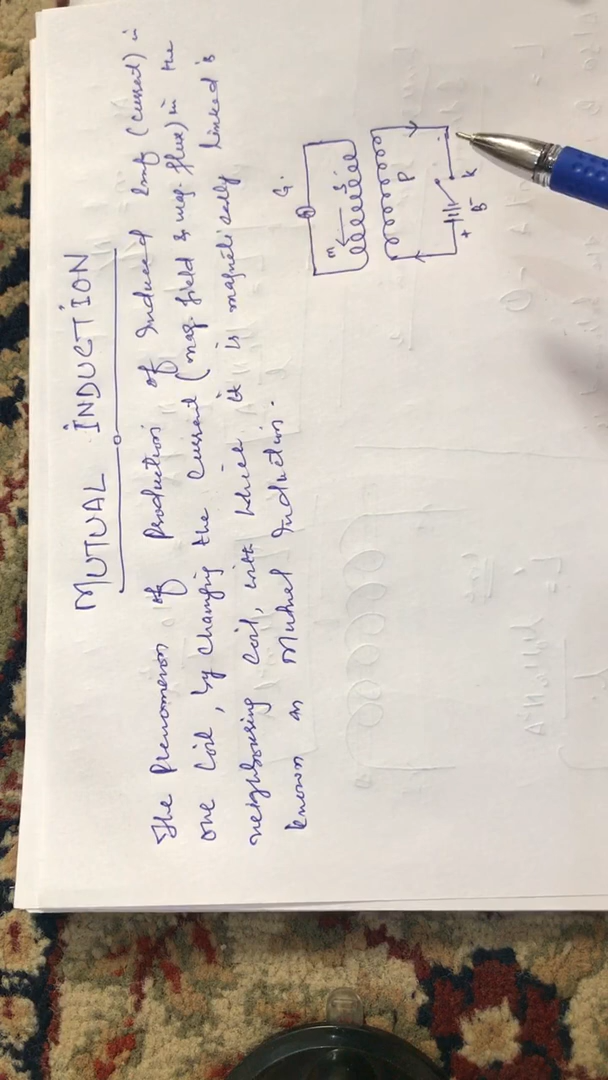 MUTUAL INDUCTION
The Phenomenon of Production of Induced Emf (current) in
one Coil, by changing the current (mag. field & mag. flux) in the
neighbouring coil, with which it is magnetically linked is
known as Mutual Induction.
G.
m S
P
+ B - K